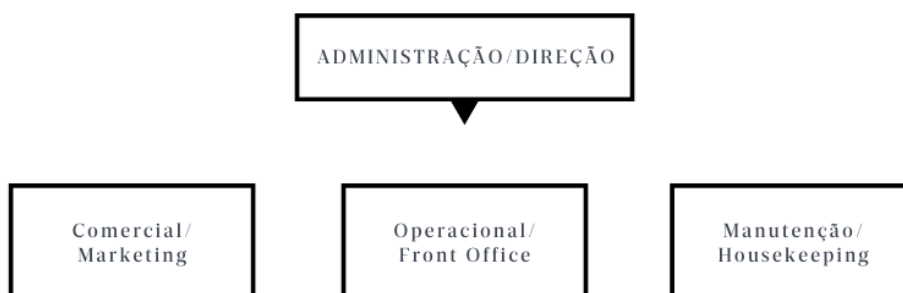 ADMINISTRAÇÃO/DIREÇÃO
Comercial/
Marketing
Operacional/
Front Office
Manutenção/
Housekeeping